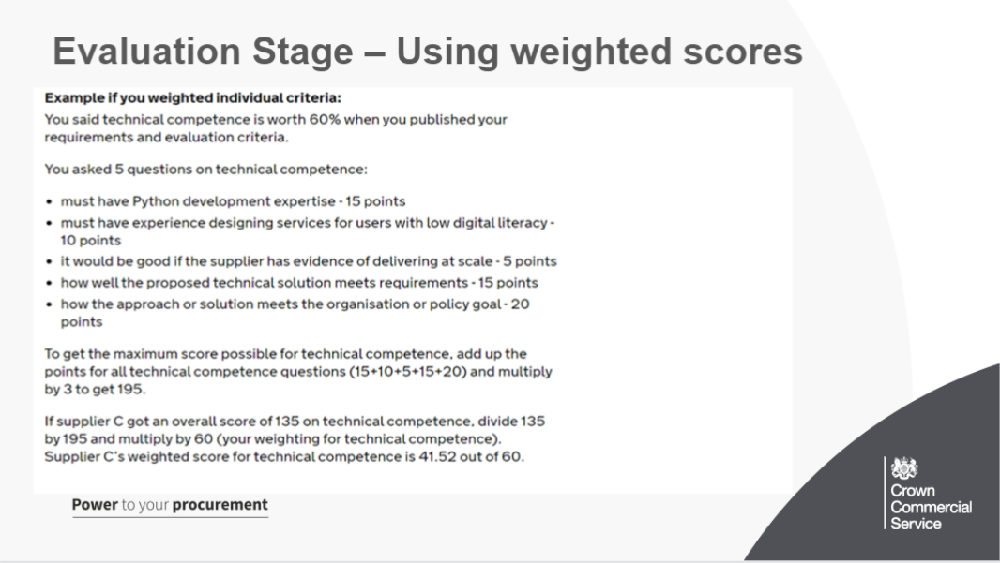 Evaluation Stage – Using weighted scores
Example if you weighted individual criteria:
You said technical competence is worth 60% when you published your
requirements and evaluation criteria.
You asked 5 questions on technical competence:
• must have Python development expertise - 15 points
• must have experience designing services for users with low digital literacy -
10 points
• it would be good if the supplier has evidence of delivering at scale - 5 points
• how well the proposed technical solution meets requirements - 15 points
• how the approach or solution meets the organisation or policy goal - 20
points
To get the maximum score possible for technical competence, add up the
points for all technical competence questions (15+10+5+15+20) and multiply
by 3 to get 195.
If supplier C got an overall score of 135 on technical competence, divide 135
by 195 and multiply by 60 (your weighting for technical competence).
Supplier C's weighted score for technical competence is 41.52 out of 60.
Power to your procurement
Crown
Commercial
Service